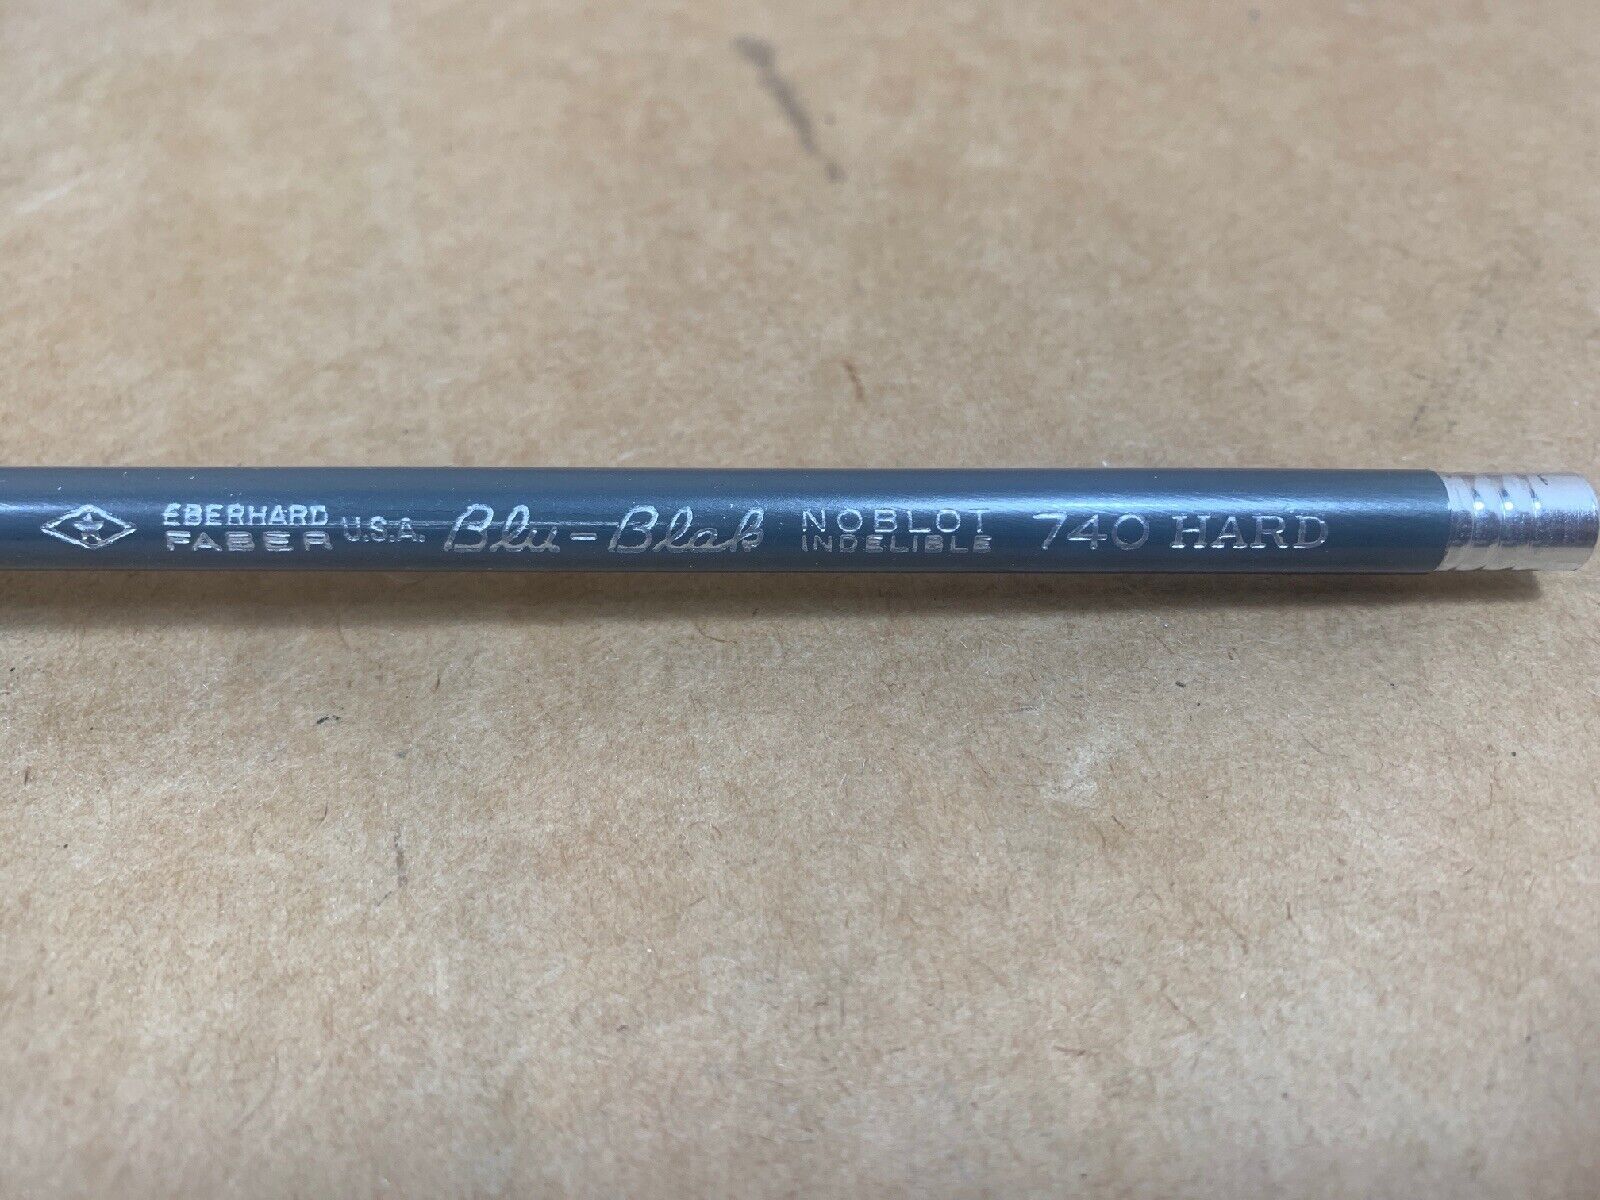 EBERHARD
FABER
U.S.A.
Blu-Blak
NOBLOT
INDELIBLE
740 HARD